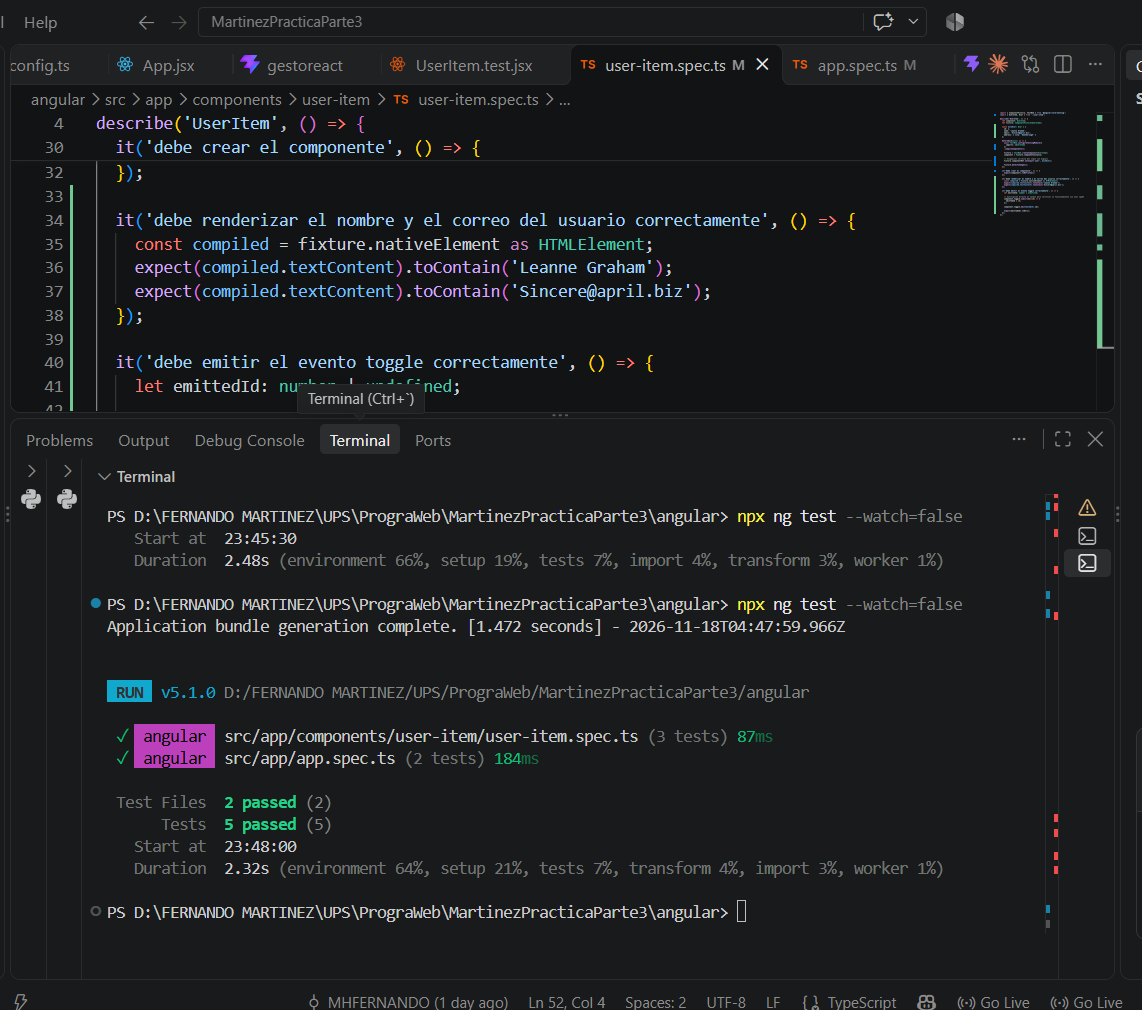 Help
MartinezPracticaParte3
config.ts
App.jsx
gestoreact
UserItem.test.jsx
TS user-item.spec.ts M
TS app.spec.ts M
angular > src > app > components > user-item > TS user-item.spec.ts > ...
4 describe('UserItem', () => {
30 it('debe crear el componente', () => {
32 });
33
34 it('debe renderizar el nombre y el correo del usuario correctamente', () => {
35 const compiled = fixture.nativeElement as HTMLElement;
36 expect(compiled.textContent).toContain('Leanne Graham');
37 expect(compiled.textContent).toContain('Sincere@april.biz');
38 });
39
40 it('debe emitir el evento toggle correctamente', () => {
41 let emittedId: number | undefined;
42
Terminal (Ctrl+`)
Problems Output Debug Console Terminal Ports
Terminal
PS D:\FERNANDO MARTINEZ\UPS\PrograWeb\MartinezPracticaParte3\angular> npx ng test --watch=false
Start at 23:45:30
Duration 2.48s (environment 66%, setup 19%, tests 7%, import 4%, transform 3%, worker 1%)
PS D:\FERNANDO MARTINEZ\UPS\PrograWeb\MartinezPracticaParte3\angular> npx ng test --watch=false
Application bundle generation complete. [1.472 seconds] - 2026-11-18T04:47:59.966Z
RUN v5.1.0 D:/FERNANDO MARTINEZ/UPS/PrograWeb/MartinezPracticaParte3/angular
✓ angular src/app/components/user-item/user-item.spec.ts (3 tests) 87ms
✓ angular src/app/app.spec.ts (2 tests) 184ms
Test Files 2 passed (2)
Tests 5 passed (5)
Start at 23:48:00
Duration 2.32s (environment 64%, setup 21%, tests 7%, transform 4%, import 3%, worker 1%)
PS D:\FERNANDO MARTINEZ\UPS\PrograWeb\MartinezPracticaParte3\angular>
MHFERNANDO (1 day ago) Ln 52, Col 4 Spaces: 2 UTF-8 LF {} TypeScript Go Live Go Live